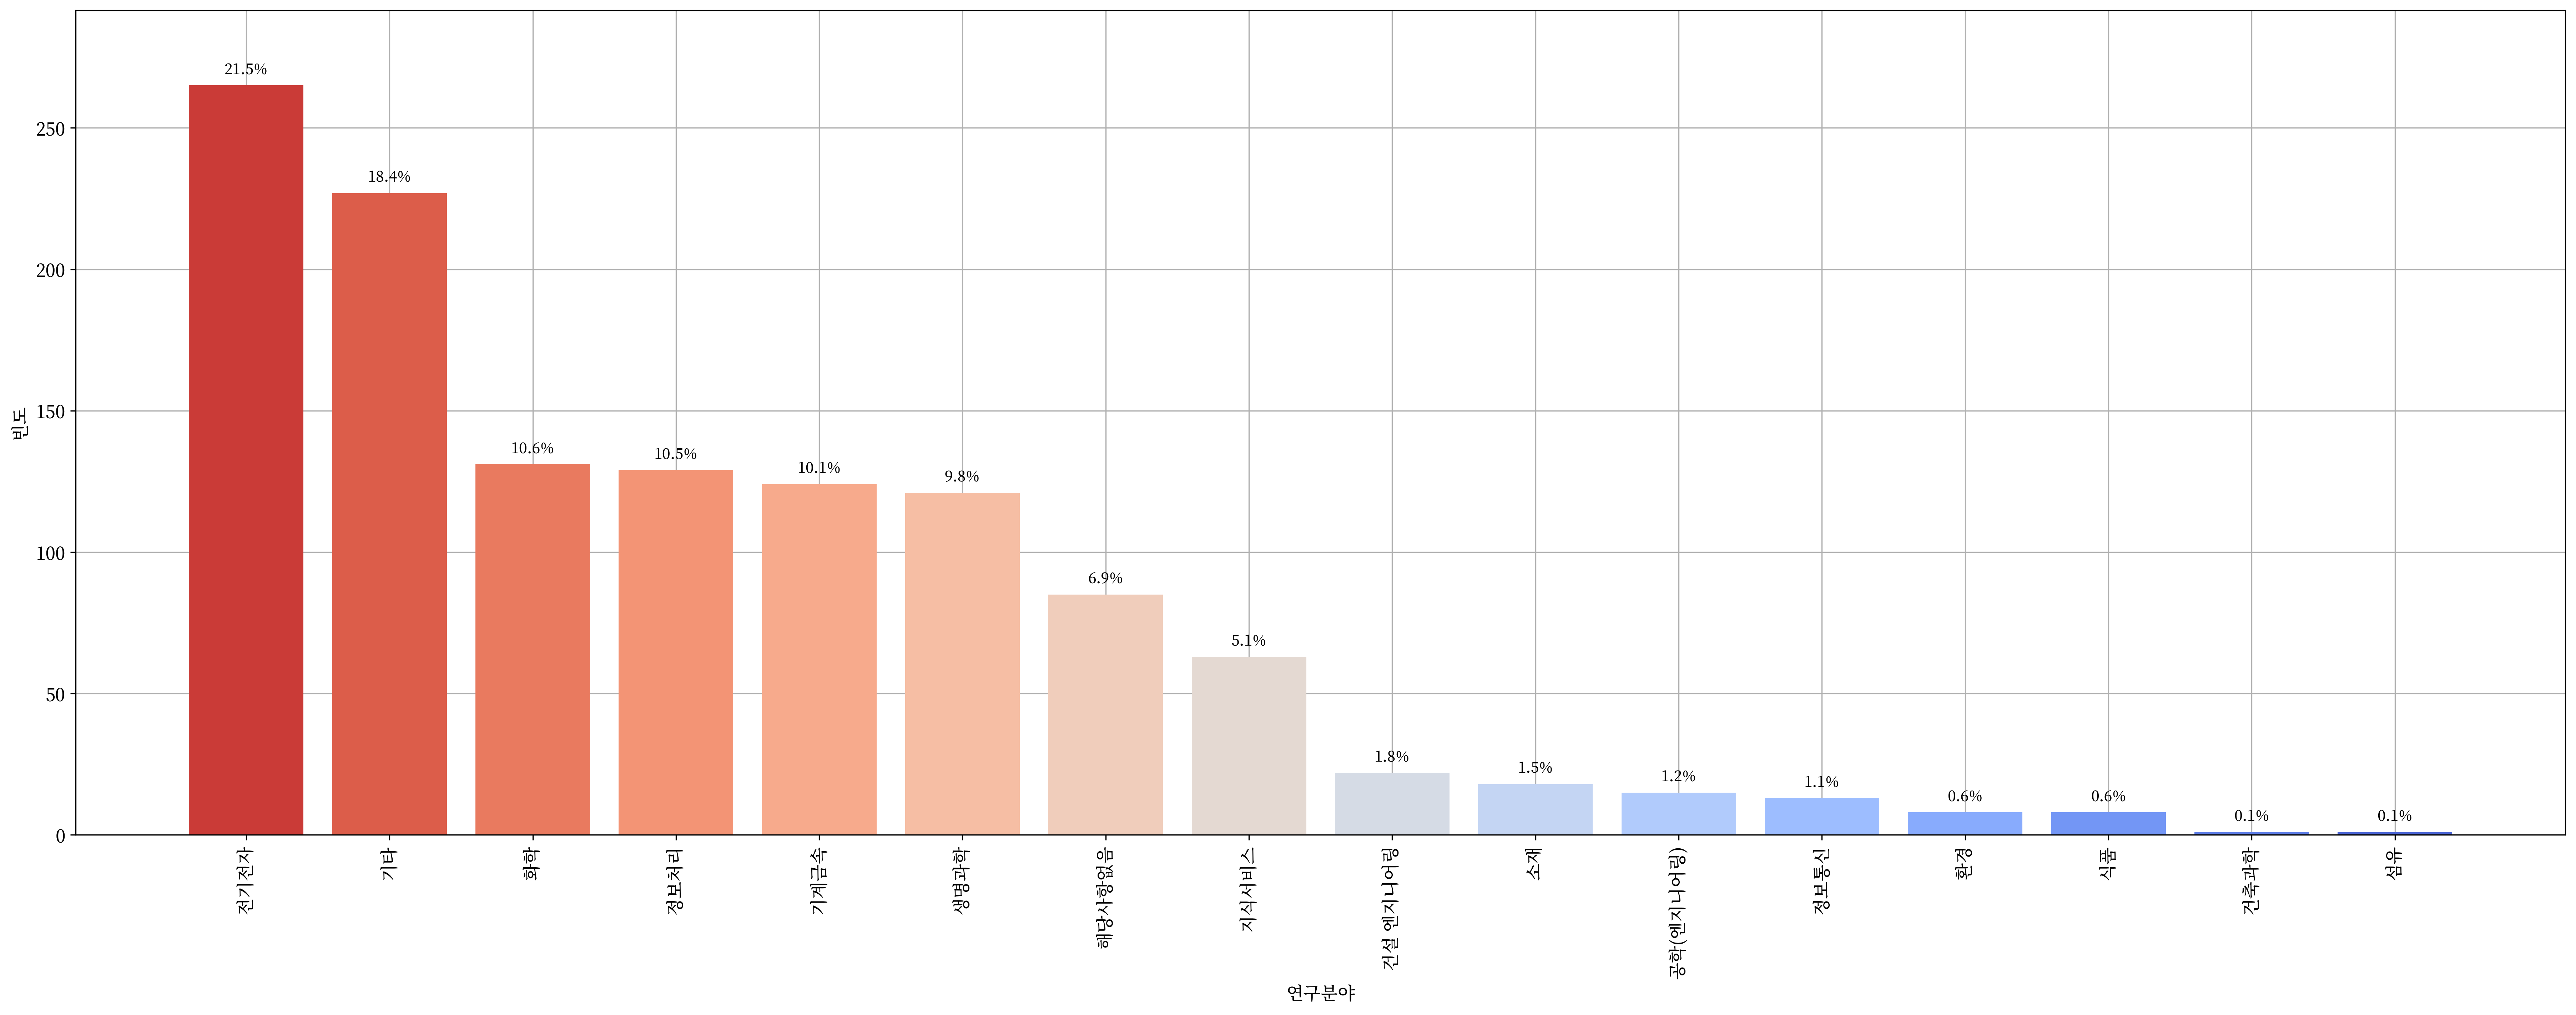 21.5%
18.4%
10.6%
10.5%
10.1%
9.8%
6.9%
5.1%
1.8%
1.5%
1.2%
1.1%
0.6%
0.6%
0.1%
0.1%
빈도
250
200
150
100
50
0
전기전자
기타
화학
정보처리
기계금속
생명과학
해당사항없음
지식서비스
건설 엔지니어링
소재
공학(엔지니어링)
정보통신
환경
식품
건축과학
섬유
연구분야